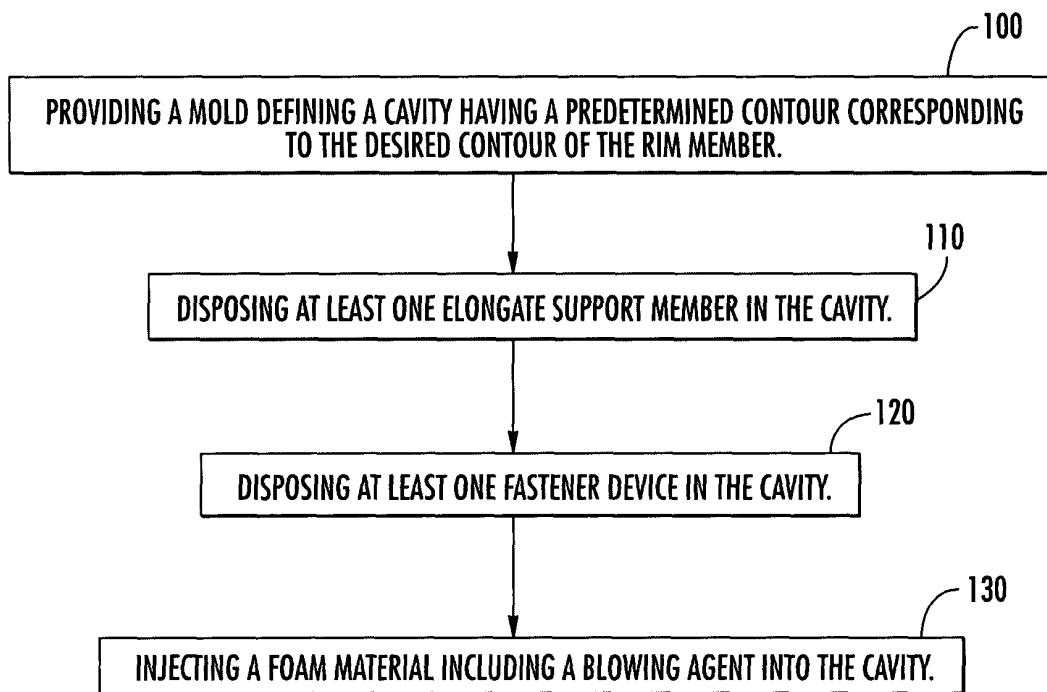 100
PROVIDING A MOLD DEFINING A CAVITY HAVING A PREDETERMINED CONTOUR CORRESPONDING
TO THE DESIRED CONTOUR OF THE RIM MEMBER.
110
DISPOSING AT LEAST ONE ELONGATE SUPPORT MEMBER IN THE CAVITY.
120
DISPOSING AT LEAST ONE FASTENER DEVICE IN THE CAVITY.
130
INJECTING A FOAM MATERIAL INCLUDING A BLOWING AGENT INTO THE CAVITY.